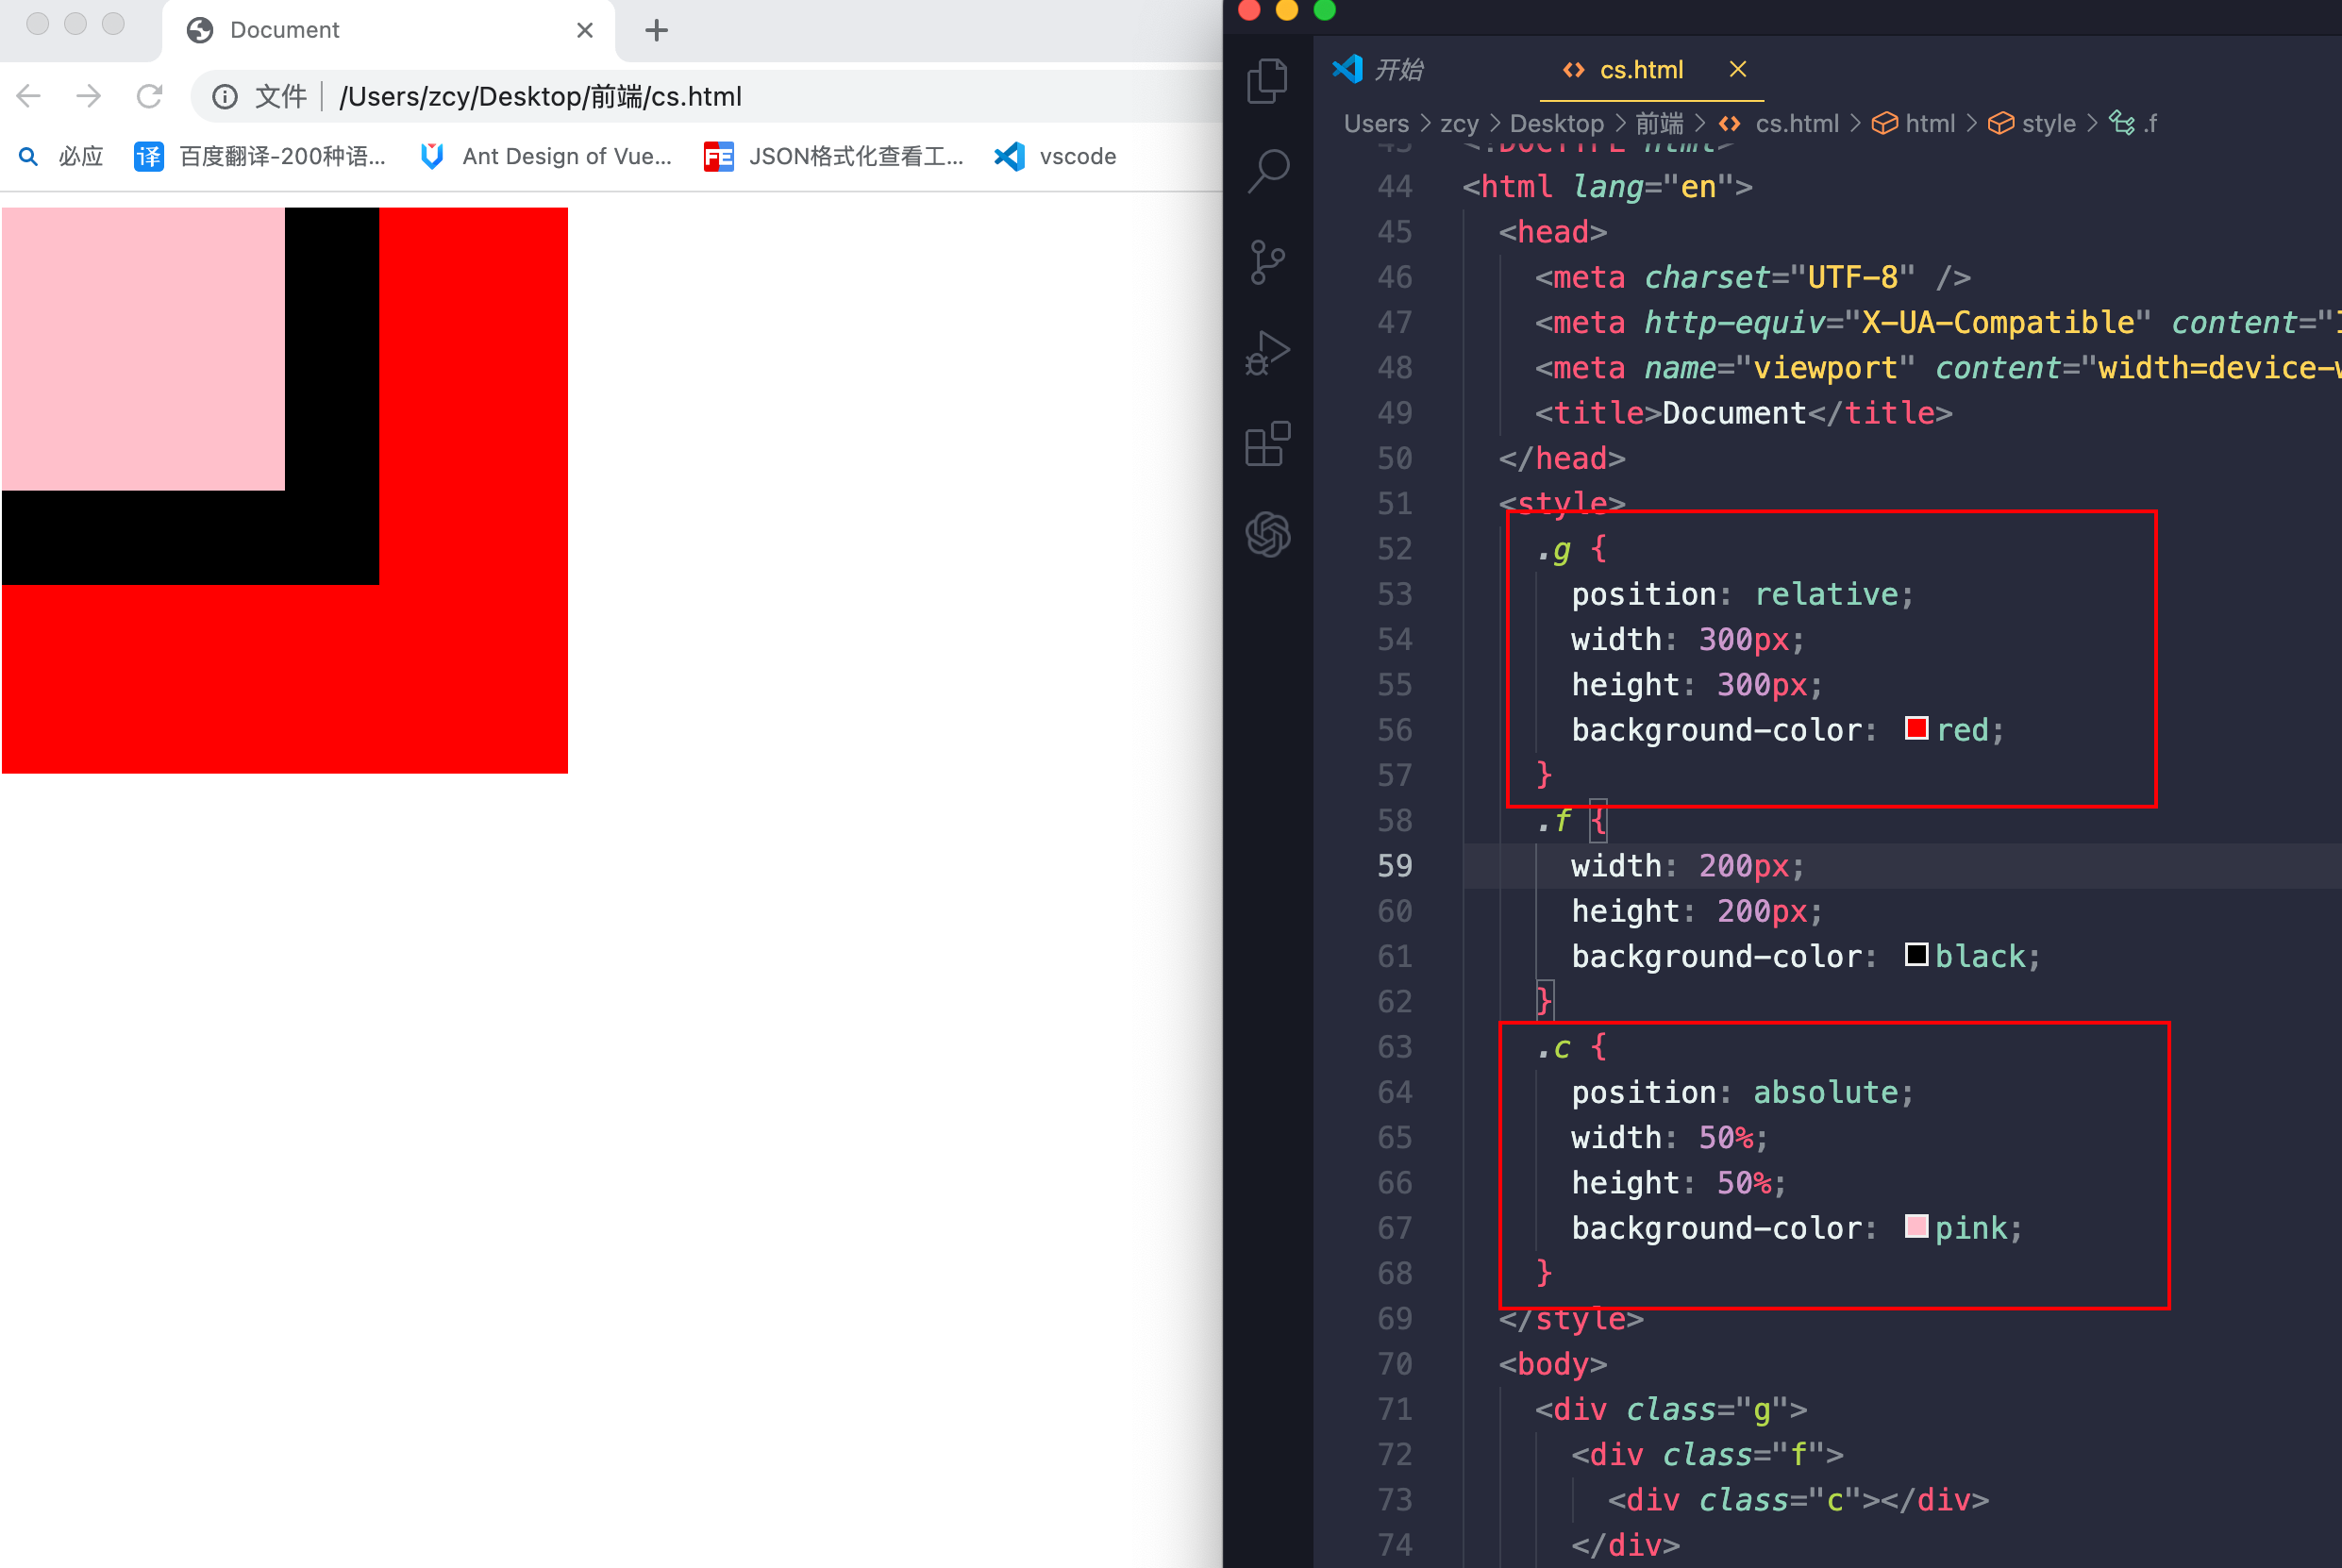 Document
文件 /Users/zcy/Desktop/前端/cs.html
必应 译 百度翻译-200种语... Ant Design of Vue... FE JSON格式化查看工... vscode
开始 cs.html
Users > zcy > Desktop > 前端 > cs.html > html > style > .f
43 <!DOCTYPE html>
44 <html lang="en">
45 <head>
46 <meta charset="UTF-8" />
47 <meta http-equiv="X-UA-Compatible" content="
48 <meta name="viewport" content="width=device-
49 <title>Document</title>
50 </head>
51 <style>
52 .g {
53 position: relative;
54 width: 300px;
55 height: 300px;
56 background-color: red;
57 }
58 .f {
59 width: 200px;
60 height: 200px;
61 background-color: black;
62 }
63 .c {
64 position: absolute;
65 width: 50%;
66 height: 50%;
67 background-color: pink;
68 }
69 </style>
70 <body>
71 <div class="g">
72 <div class="f">
73 <div class="c"></div>
74 </div>